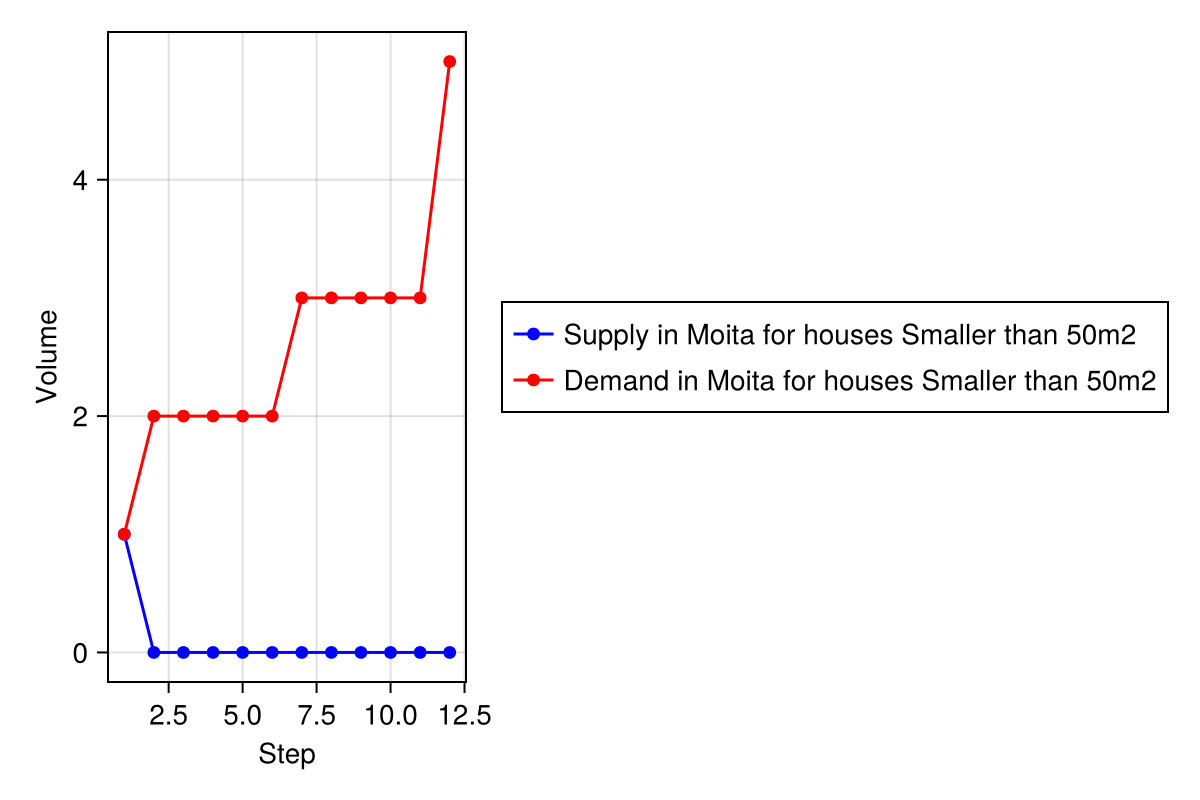 4
2
0
Volume
2.5 5.0 7.5 10.0 12.5
Step
Supply in Moita for houses Smaller than 50m2
Demand in Moita for houses Smaller than 50m2